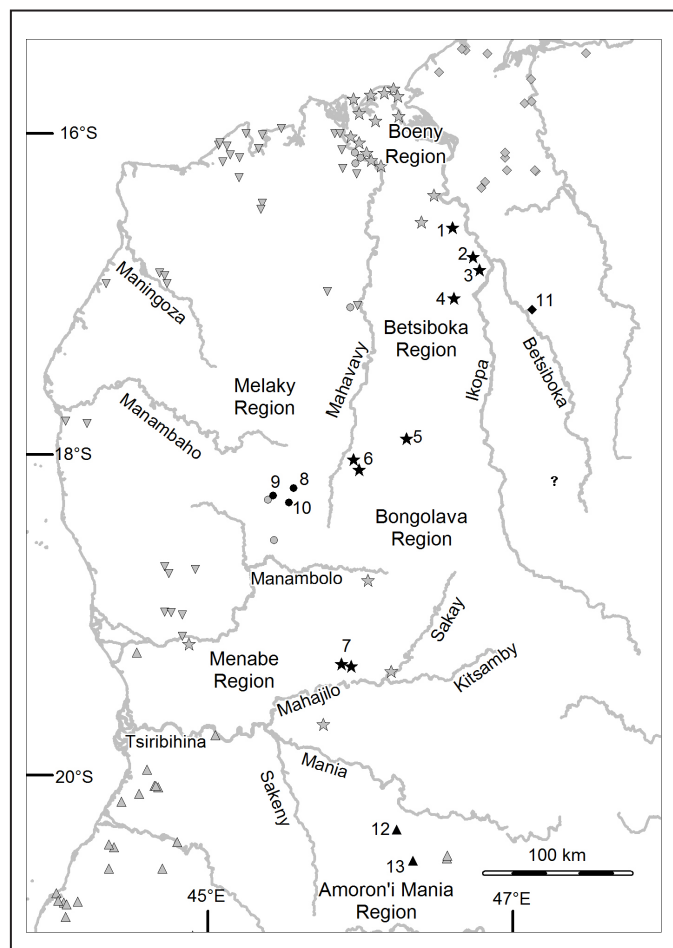 16°S
Boeny
Region
1
2
3
4
11
Maningoza
Betsiboka
Region
Mahavavy
Ikopa
Betsiboka
Melaky
Region
Manambaho
5
18°S
6
9
8
10
?
Bongolava
Region
Manambolo
Sakay
7
Menabe
Region
Kitsamby
Mahajilo
Tsiribihina
Mania
20°S
Sakeny
12
13
100 km
Amoron'i Mania
Region
45°E
47°E